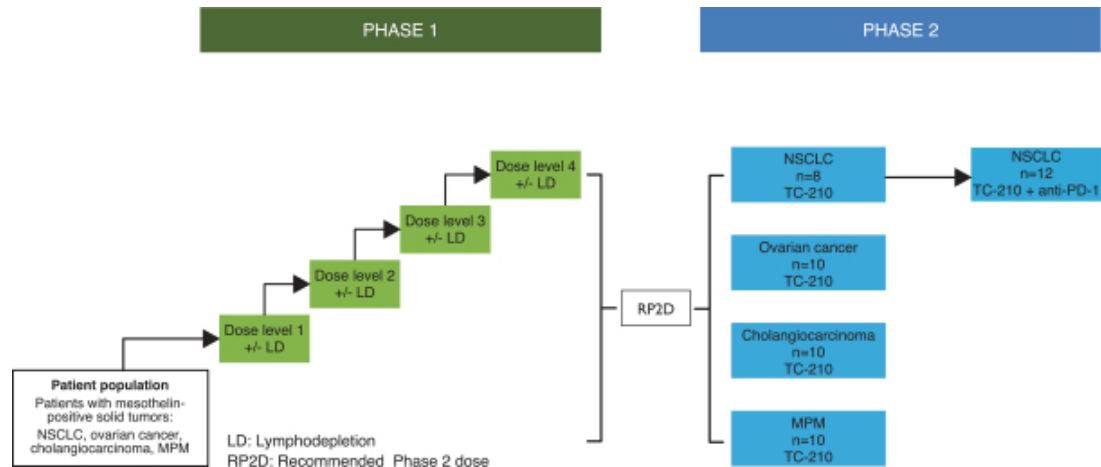 PHASE 1
PHASE 2
Dose level 4
+/- LD
Dose level 3
+/- LD
Dose level 2
+/- LD
Dose level 1
+/- LD
Patient population
Patients with mesothelin-
positive solid tumors:
NSCLC, ovarian cancer,
cholangiocarcinoma, MPM
LD: Lymphodepletion
RP2D: Recommended Phase 2 dose
RP2D
NSCLC
n=8
TC-210
NSCLC
n=12
TC-210 + anti-PD-1
Ovarian cancer
n=10
TC-210
Cholangiocarcinoma
n=10
TC-210
MPM
n=10
TC-210